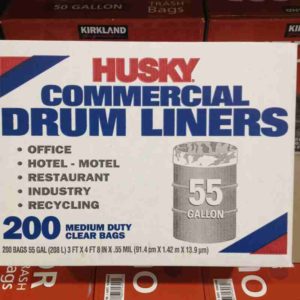 50 GALLON
KIRKLAND
KIRKLAND
HUSKY
COMMERCIAL
DRUM LINERS
• OFFICE
• HOTEL - MOTEL
• RESTAURANT
• INDUSTRY
• RECYCLING
55
GALLON
200 MEDIUM DUTY
CLEAR BAGS
200 BAGS 55 GAL (208 L) 3 FT X 4 FT 8 IN X .55 MIL (91.4 cm X 1.42 m X 13.9 µm)
Trash
Bags